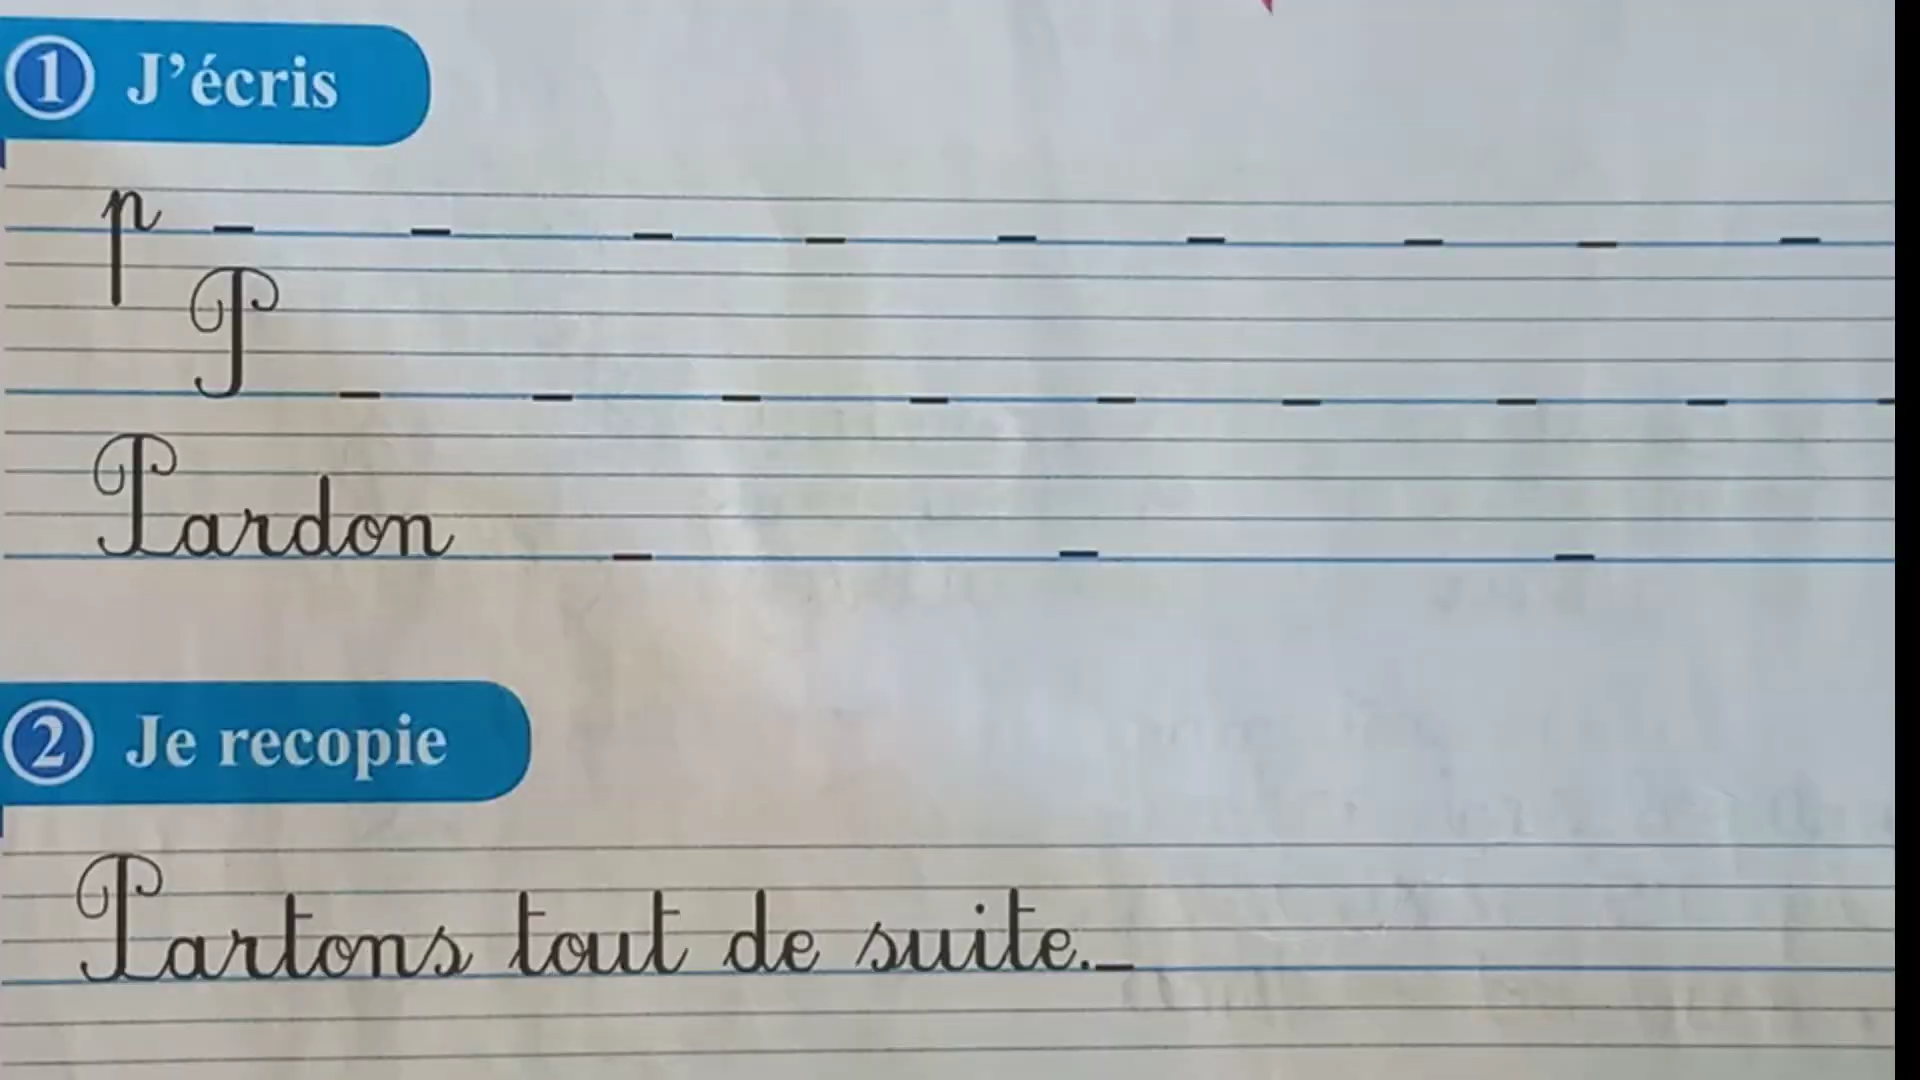 1 J'écris
p - - - - - - - - -
P - - - - - - - - -
Pardon - - -
2 Je recopie
Partons tout de suite. -